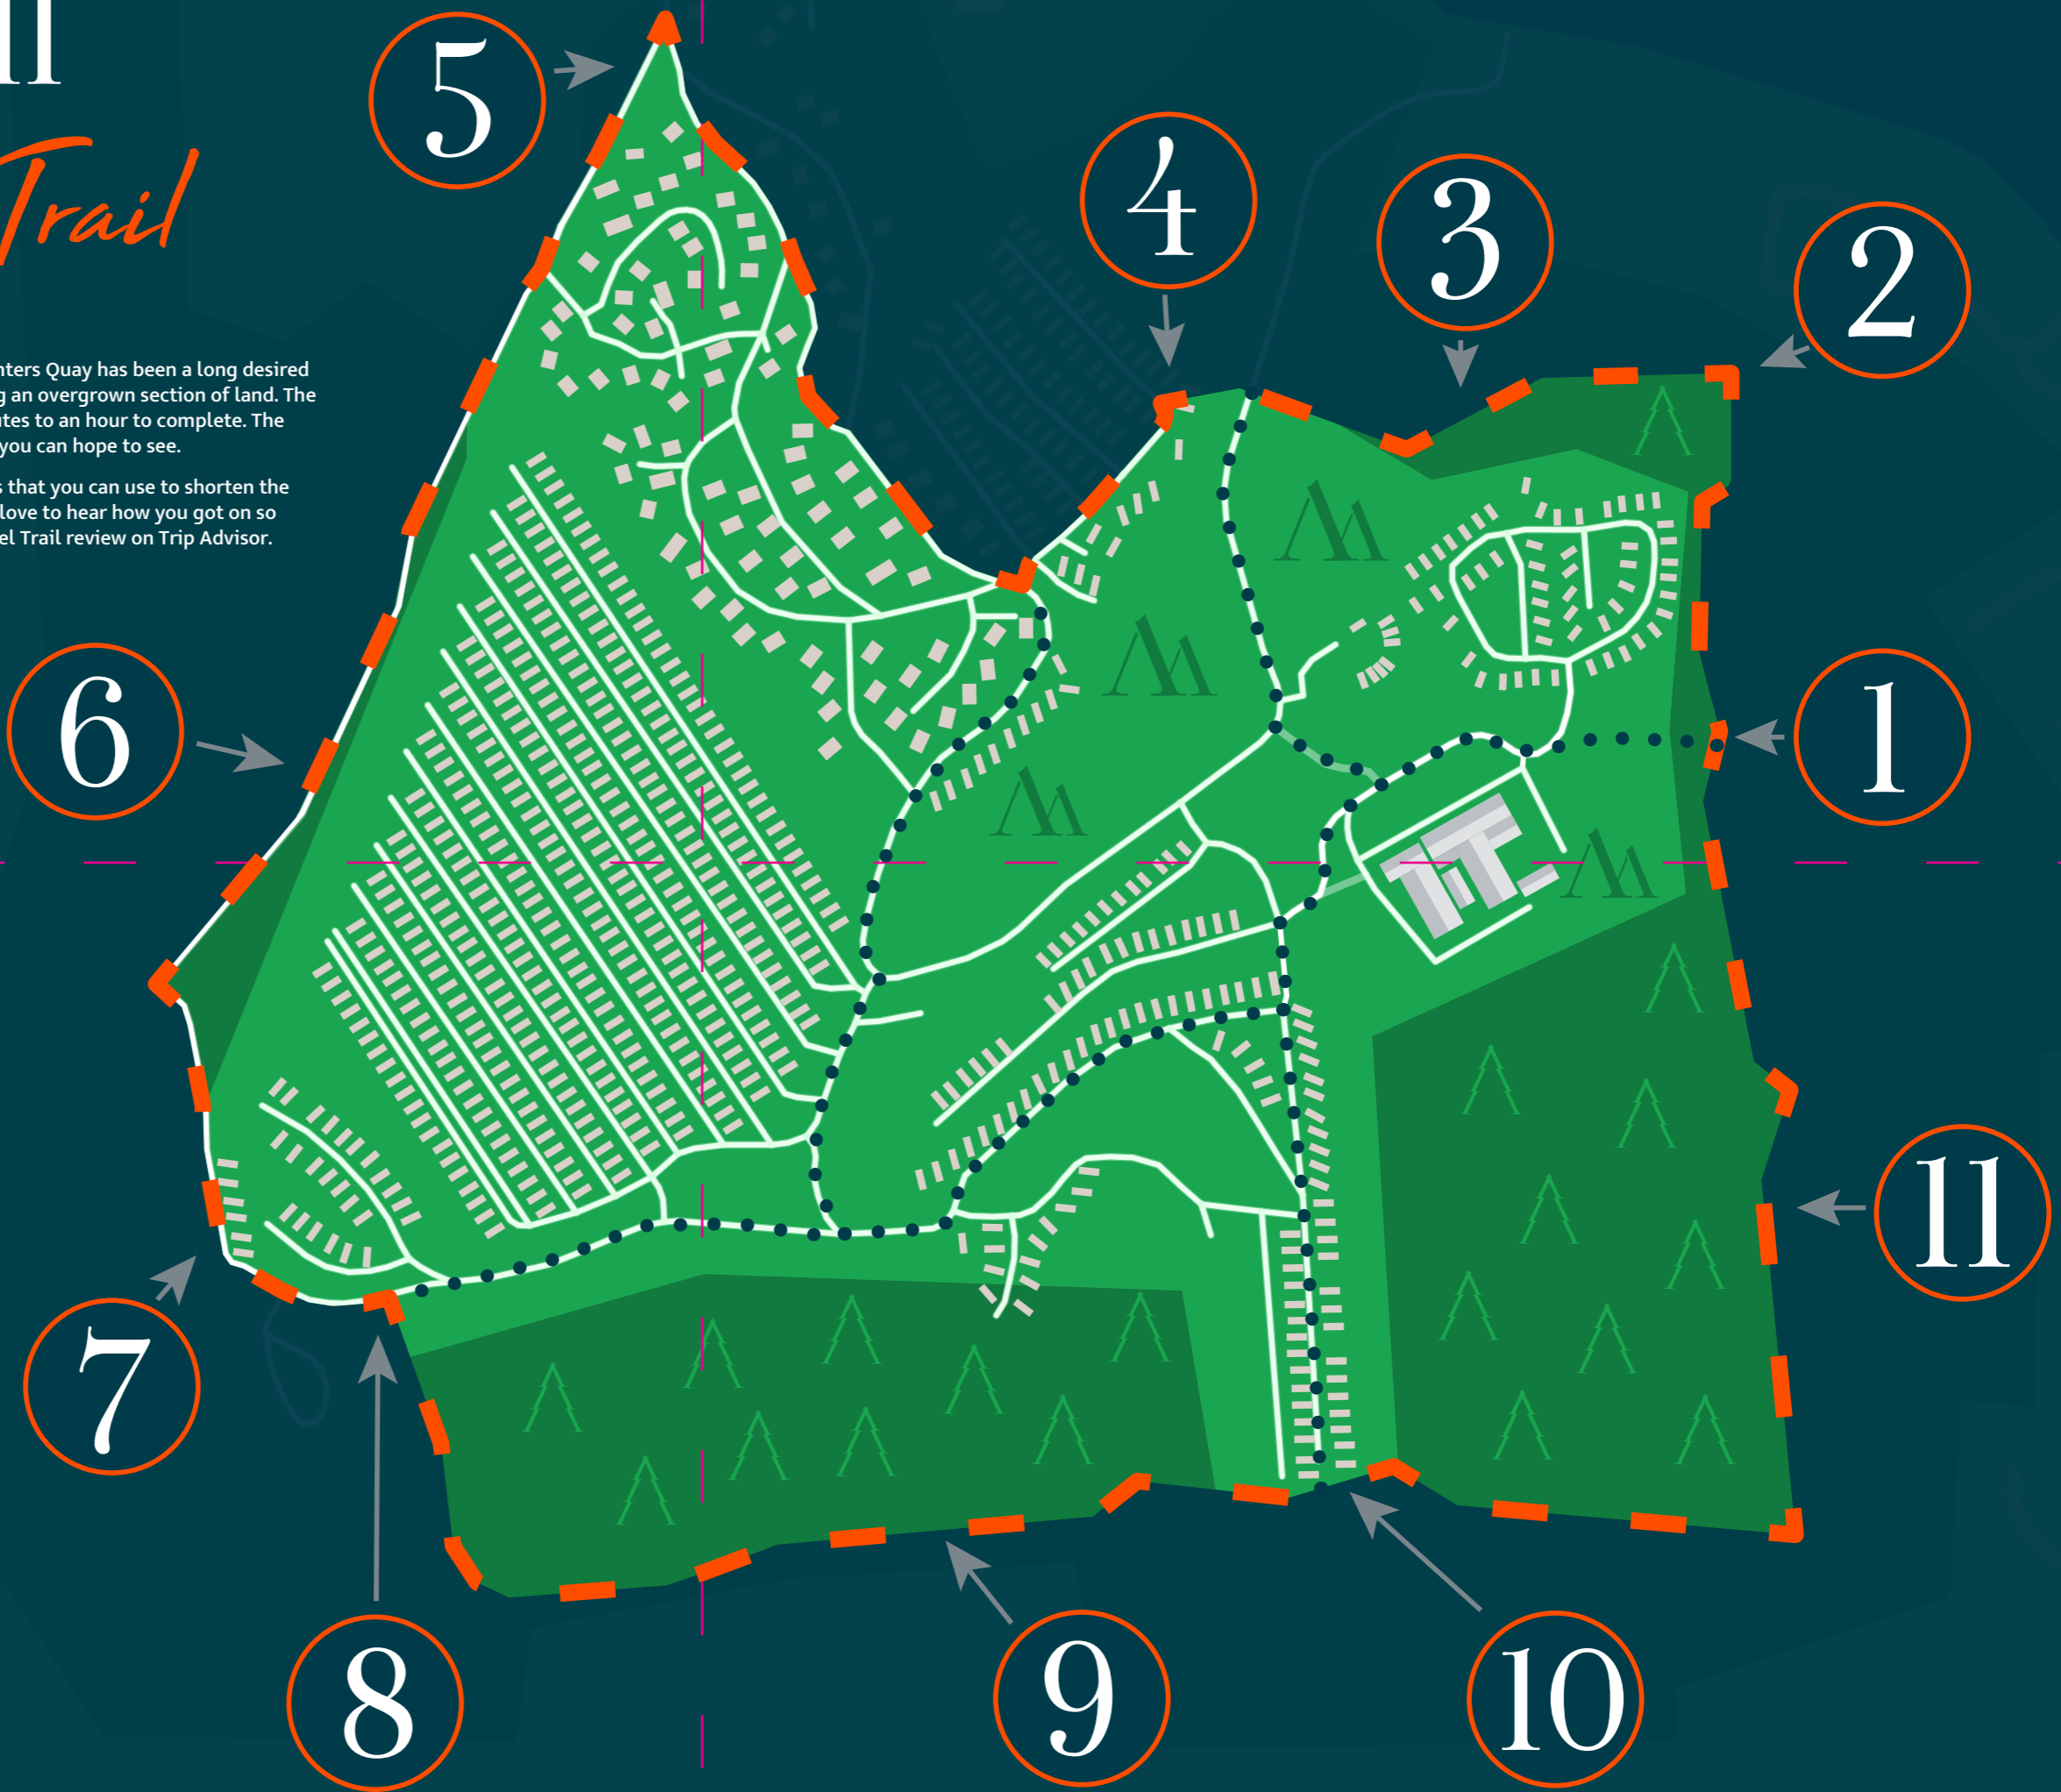 Trail
5
4
3
2
nters Quay has been a long desired
g an overgrown section of land. The
utes to an hour to complete. The
you can hope to see.
s that you can use to shorten the
love to hear how you got on so
el Trail review on Trip Advisor.
6
1
11
7
8
9
10